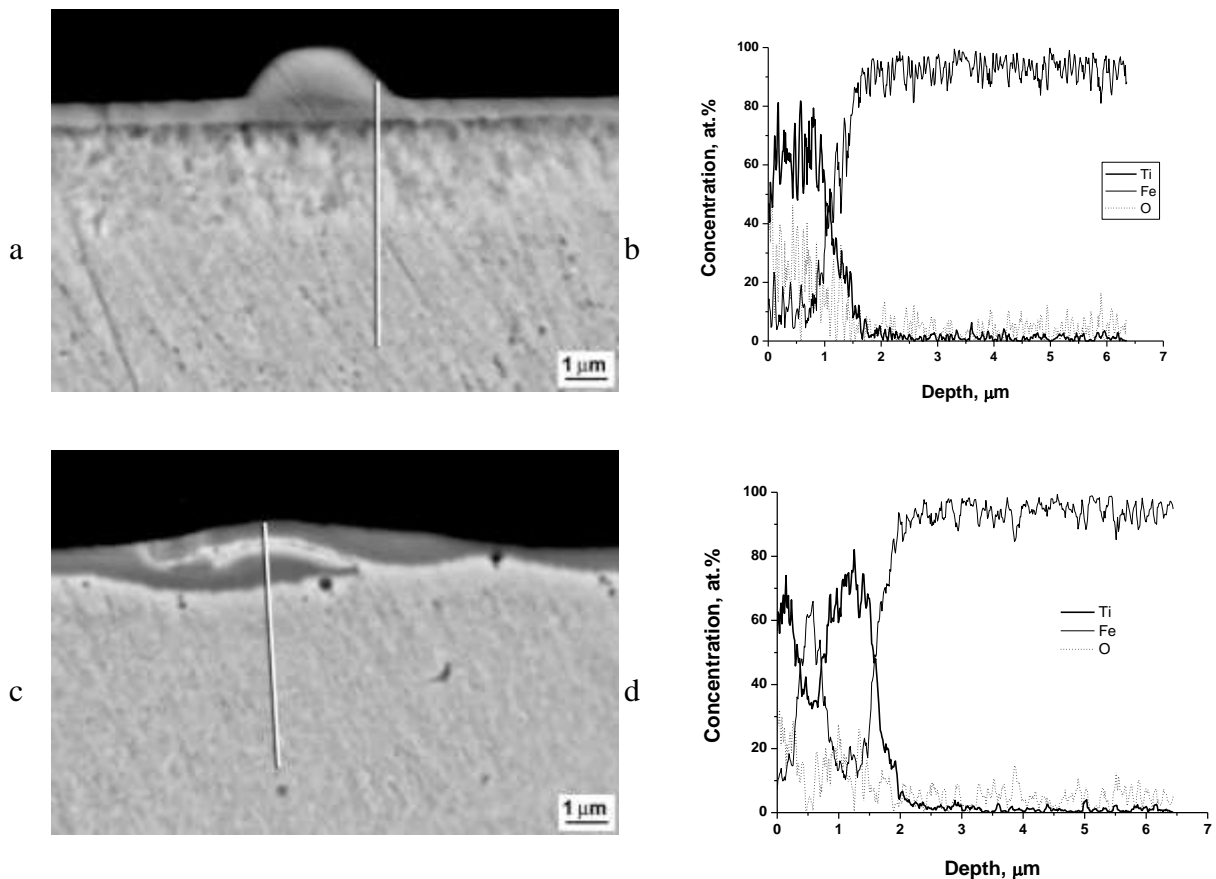 a
1 μm
b
Concentration, at.%
100
80
60
40
20
0
Ti
Fe
O
0 1 2 3 4 5 6 7
Depth, μm
c
1 μm
d
Concentration, at.%
100
80
60
40
20
0
Ti
Fe
O
0 1 2 3 4 5 6 7
Depth, μm